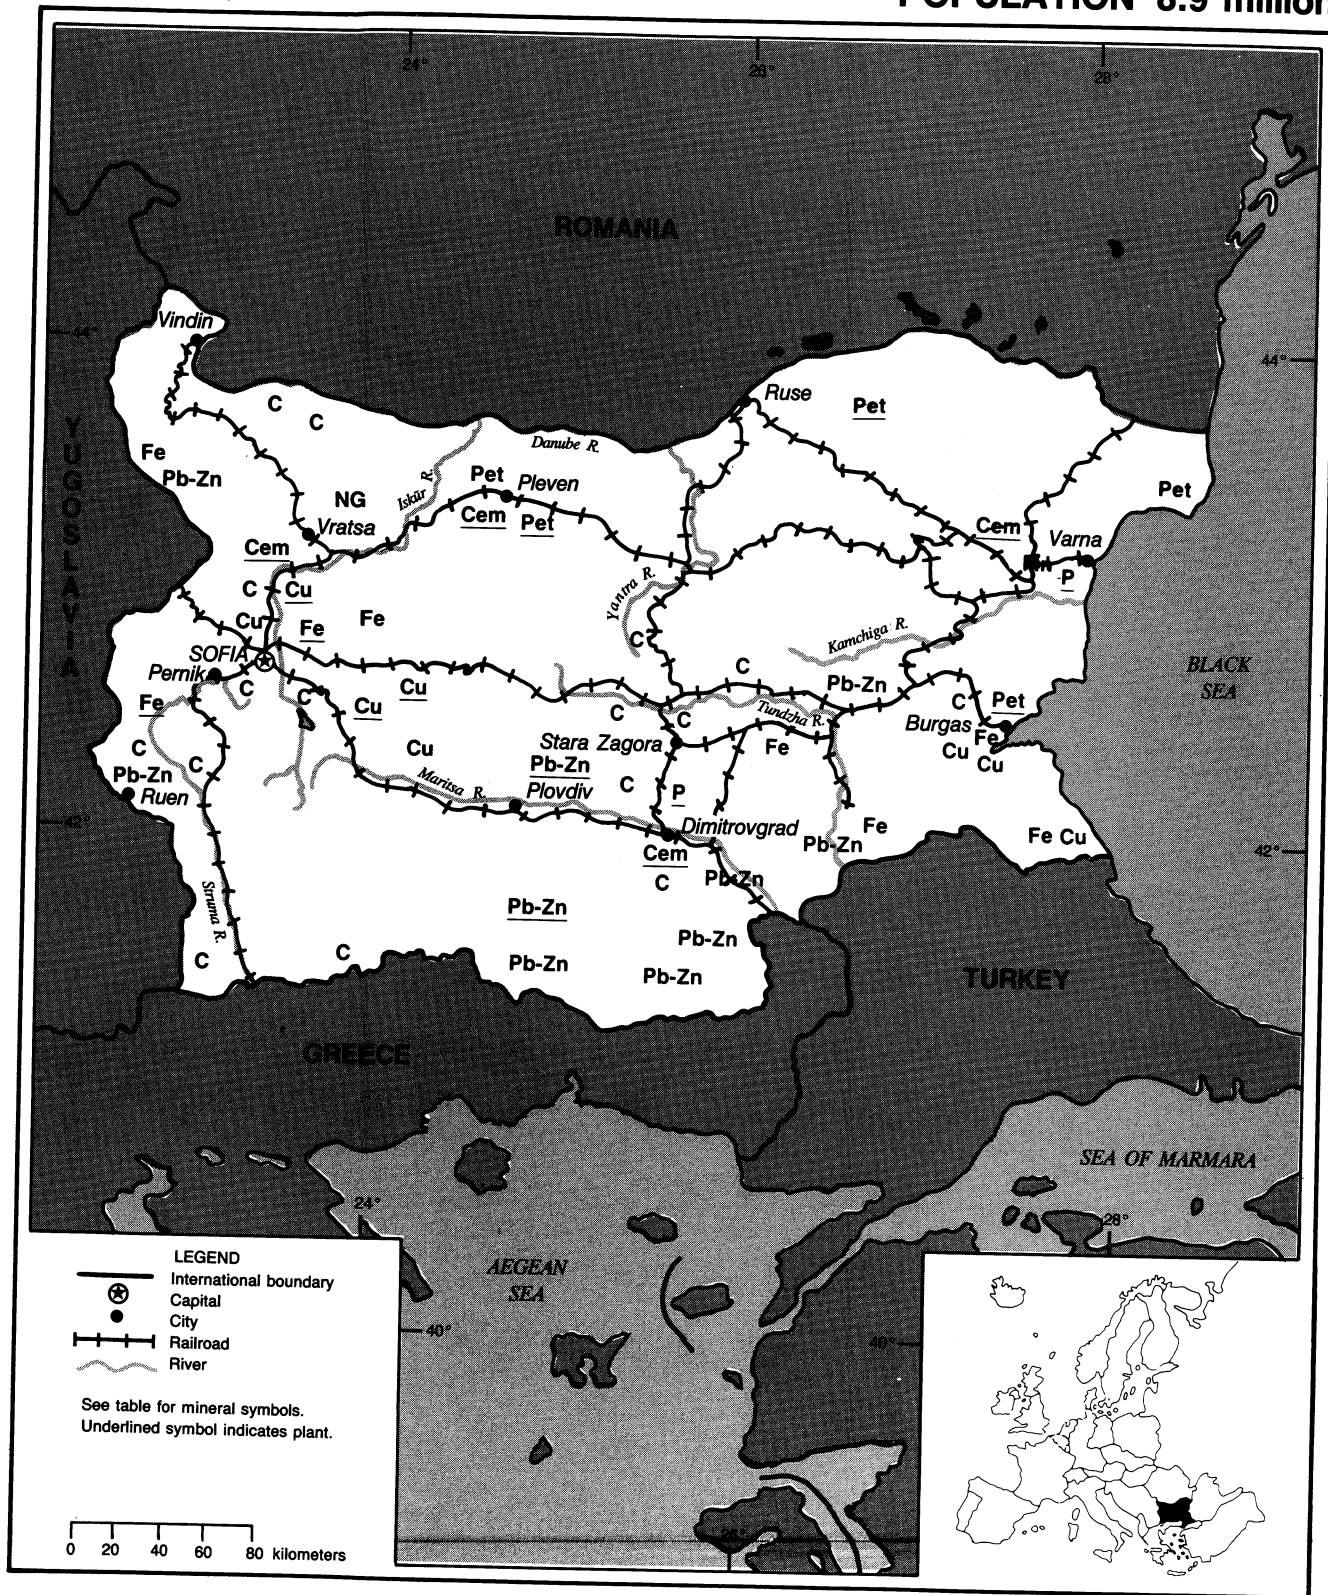 POPULATION 8.9 million
24°
26°
28°
ROMANIA
44°
Vindin
44°
Ruse
Pet
C
C
Danube R.
YUGOSLAVIA
Fe
Pb-Zn
Iskŭr R.
Pet
Pleven
Pet
NG
Cem
Pet
Vratsa
Cem
Varna
Cem
Mn
P
C
Cu
Yantra R.
Cu
Fe
Fe
Kamchiga R.
C
SOFIA
Pernik
C
Cu
C
Pb-Zn
BLACK
SEA
Fe
C
Cu
C
C
Tundzha R.
C
Pet
Burgas
Fe
C
Cu
Stara Zagora
Fe
Cu
Cu
C
Pb-Zn
Pb-Zn
Maritsa R.
C
P
Ruen
Plovdiv
42°
Dimitrovgrad
Fe
Fe Cu
42°
Cem
Pb-Zn
C
Pb-Zn
Struma R.
Pb-Zn
Pb-Zn
C
C
Pb-Zn
Pb-Zn
TURKEY
GREECE
SEA OF MARMARA
24°
28°
AEGEAN
SEA
40°
40°
26°
LEGEND
International boundary
Capital
City
Railroad
River
See table for mineral symbols.
Underlined symbol indicates plant.
0 20 40 60 80 kilometers